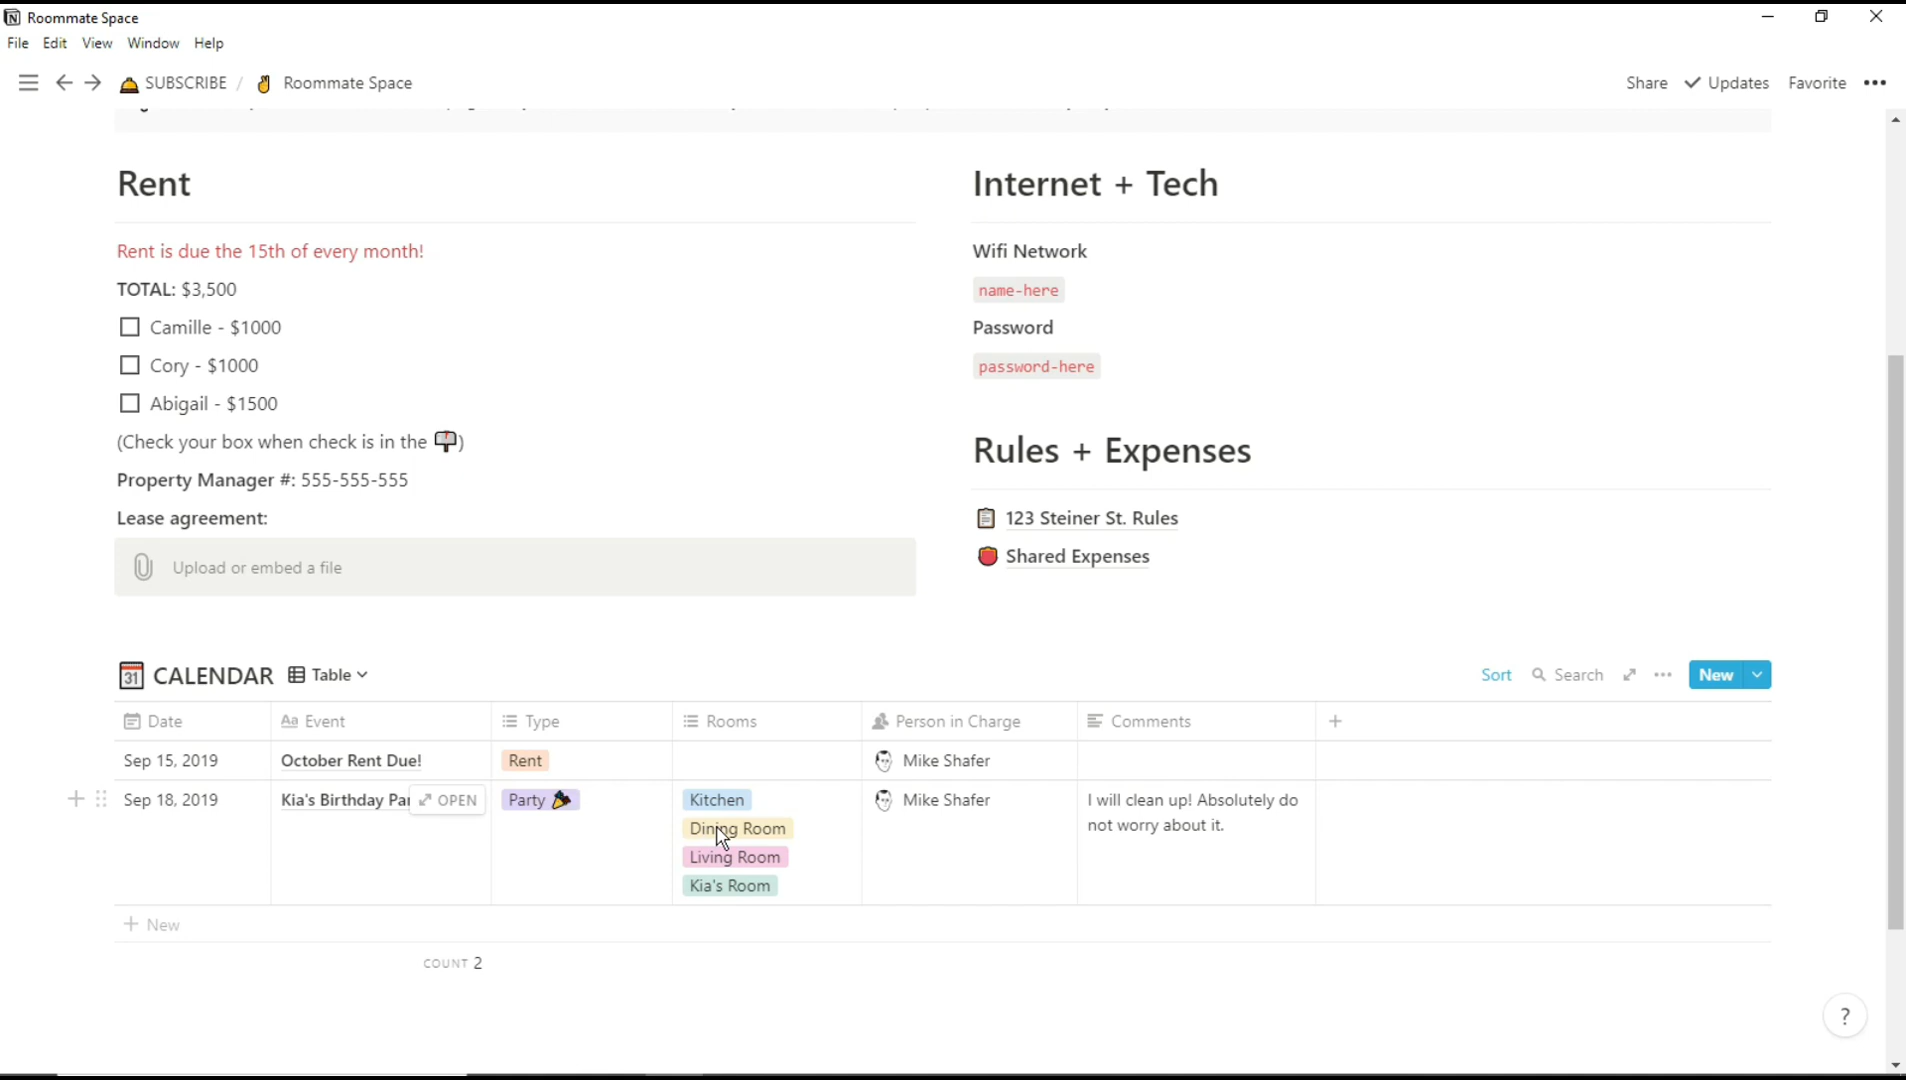 Roommate Space
File Edit View Window Help
SUBSCRIBE / Roommate Space
Share Updates Favorite
Rent
Rent is due the 15th of every month!
TOTAL: $3,500
Camille - $1000
Cory - $1000
Abigail - $1500
(Check your box when check is in the 📪)
Property Manager #: 555-555-555
Lease agreement:
Upload or embed a file
Internet + Tech
Wifi Network
name-here
Password
password-here
Rules + Expenses
123 Steiner St. Rules
Shared Expenses
31 CALENDAR Table
Sort Search New
Date Aa Event Type Rooms Person in Charge Comments +
Sep 15, 2019 October Rent Due! Rent Mike Shafer
Sep 18, 2019 Kia's Birthday Pa OPEN Party 🎉 Kitchen Mike Shafer I will clean up! Absolutely do
not worry about it.
Dining Room
Living Room
Kia's Room
+ New
COUNT 2
?